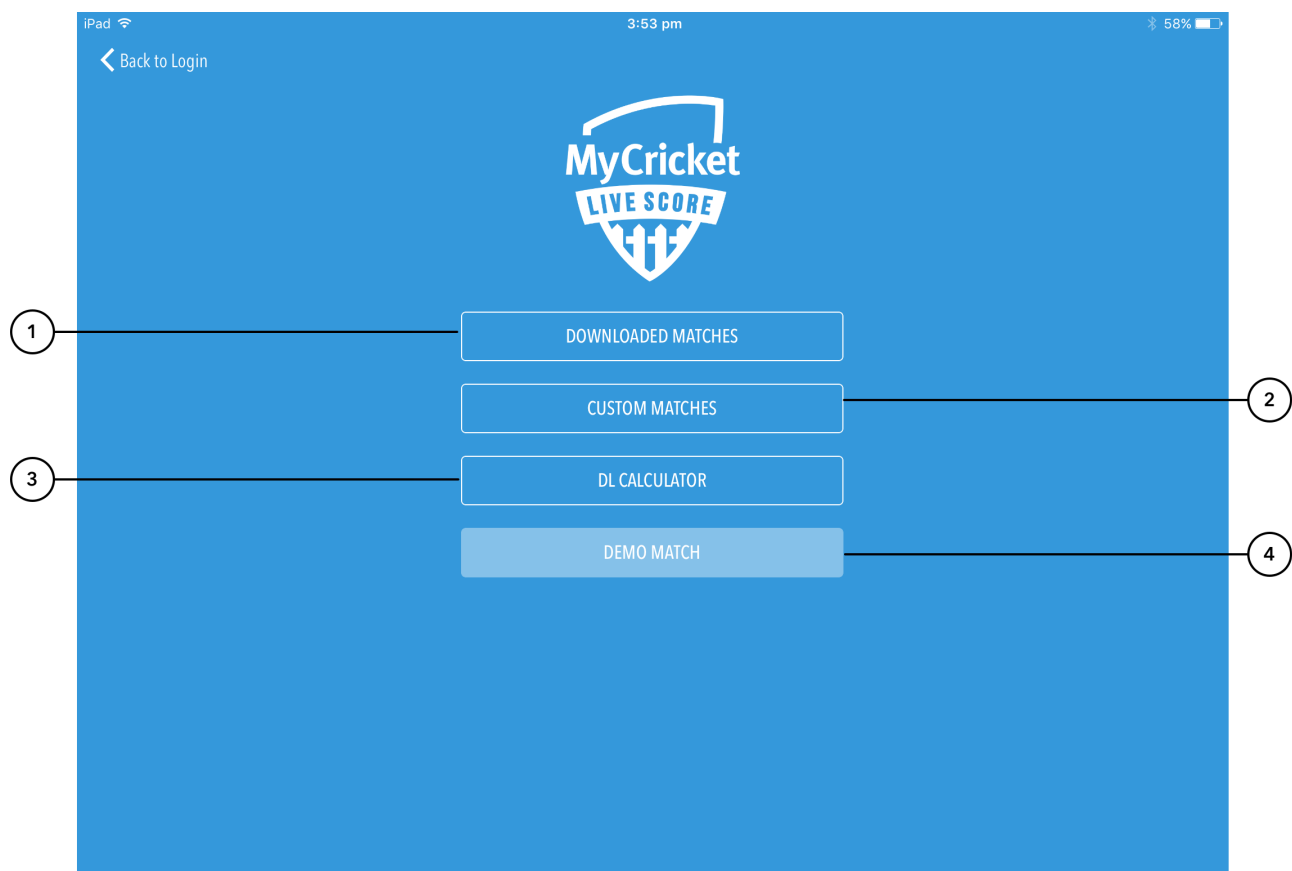 iPad 3:53 pm 58%
Back to Login
MyCricket
LIVE SCORE
1 DOWNLOADED MATCHES
CUSTOM MATCHES 2
3 DL CALCULATOR
DEMO MATCH 4